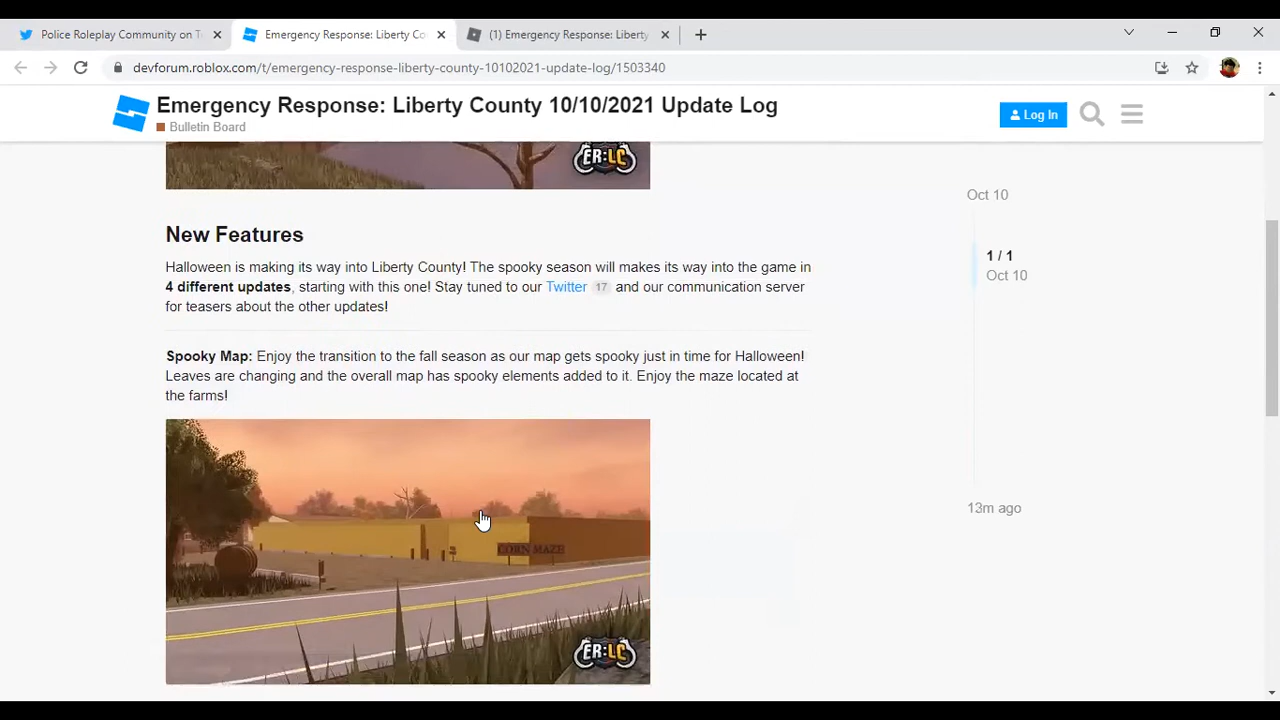 Police Roleplay Community on T
Emergency Response: Liberty Co
(1) Emergency Response: Liberty
devforum.roblox.com/t/emergency-response-liberty-county-10102021-update-log/1503340
Emergency Response: Liberty County 10/10/2021 Update Log
Bulletin Board
Log In
ER:LC
Oct 10
1 / 1
Oct 10
13m ago
New Features
Halloween is making its way into Liberty County! The spooky season will makes its way into the game in
4 different updates, starting with this one! Stay tuned to our Twitter 17 and our communication server
for teasers about the other updates!
Spooky Map: Enjoy the transition to the fall season as our map gets spooky just in time for Halloween!
Leaves are changing and the overall map has spooky elements added to it. Enjoy the maze located at
the farms!
CORN MAZE
ER:LC